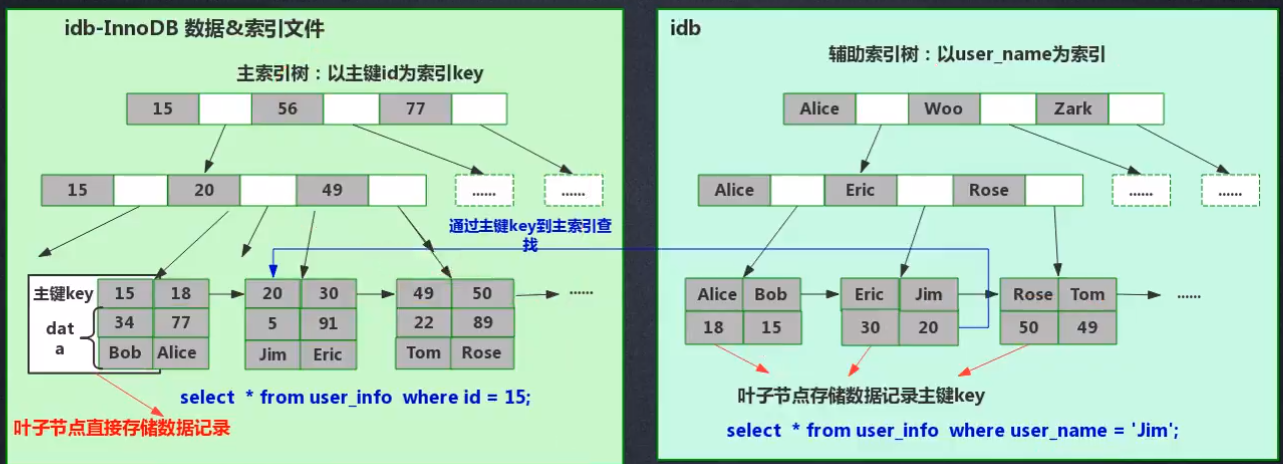 idb-InnoDB 数据&索引文件
主索引树：以主键id为索引key
15 56 77
15 20 49 ...... ......
通过主键key到主索引查
找
主键key 15 18 20 30 49 50 ......
dat
a
34 77 5 91 22 89
Bob Alice Jim Eric Tom Rose
select * from user_info where id = 15;
叶子节点直接存储数据记录
idb
辅助索引树：以user_name为索引
Alice Woo Zark
Alice Eric Rose ...... ......
Alice Bob Eric Jim Rose Tom ......
18 15 30 20 50 49
叶子节点存储数据记录主键key
select * from user_info where user_name = 'Jim';